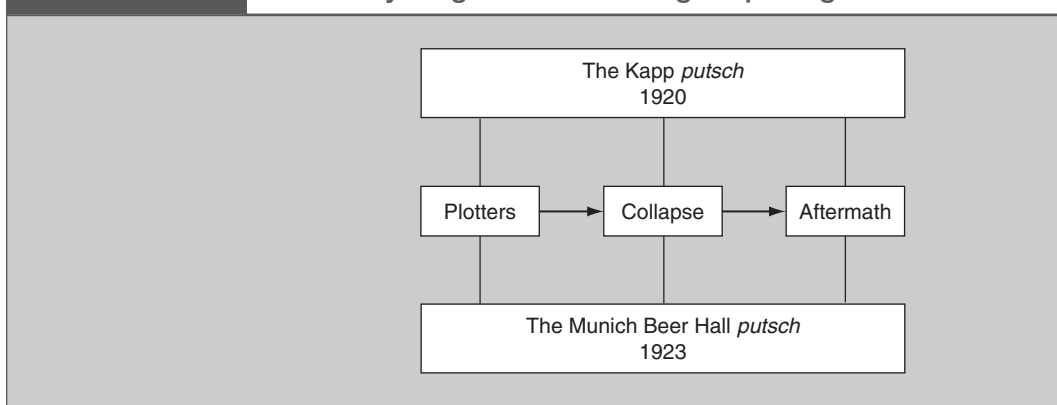 The Kapp putsch
1920
Plotters
Collapse
Aftermath
The Munich Beer Hall putsch
1923